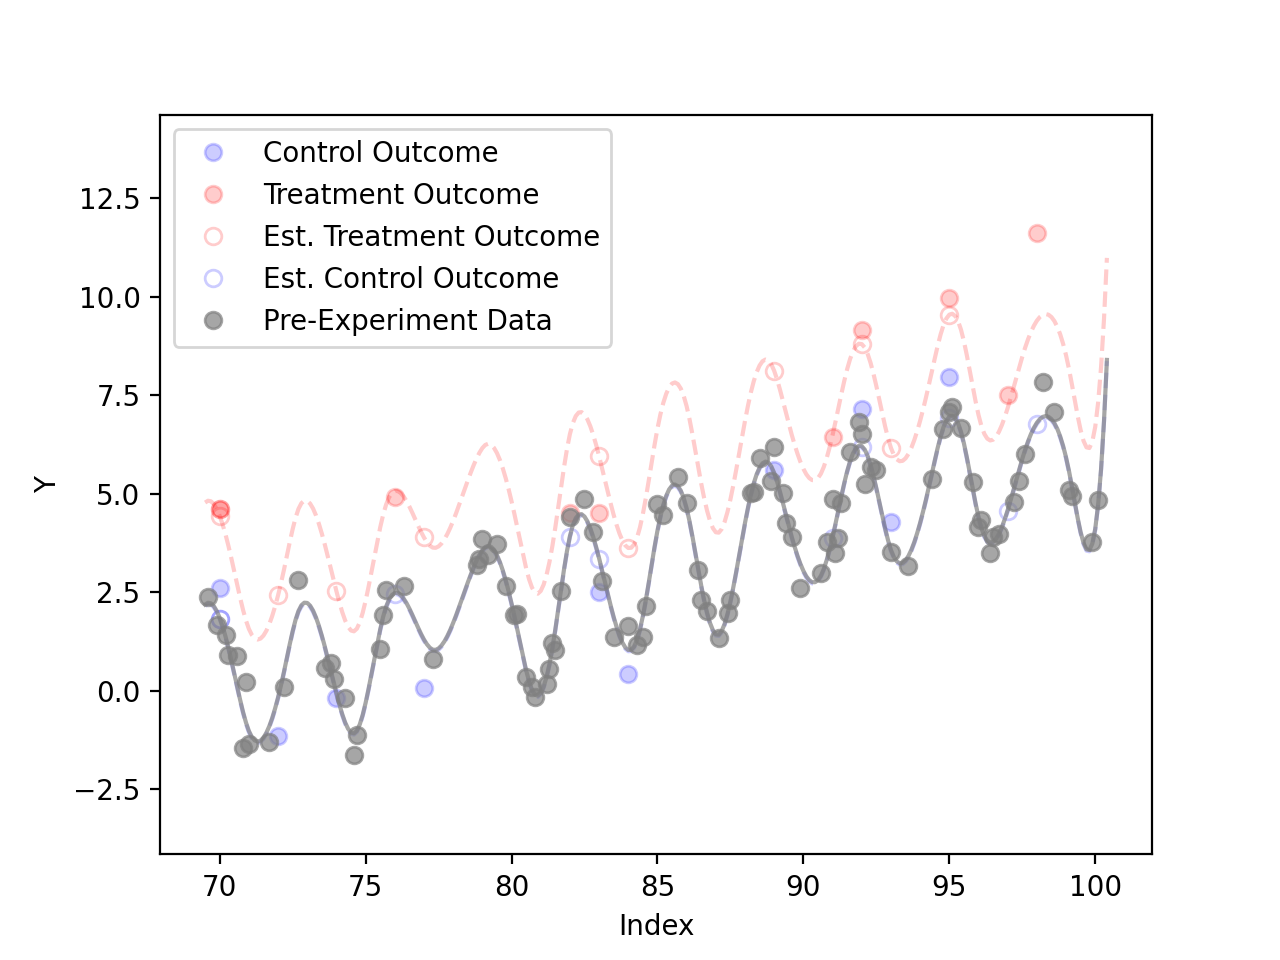 Control Outcome
Treatment Outcome
Est. Treatment Outcome
Est. Control Outcome
Pre-Experiment Data
12.5
10.0
7.5
5.0
2.5
0.0
−2.5
Y
70 75 80 85 90 95 100
Index